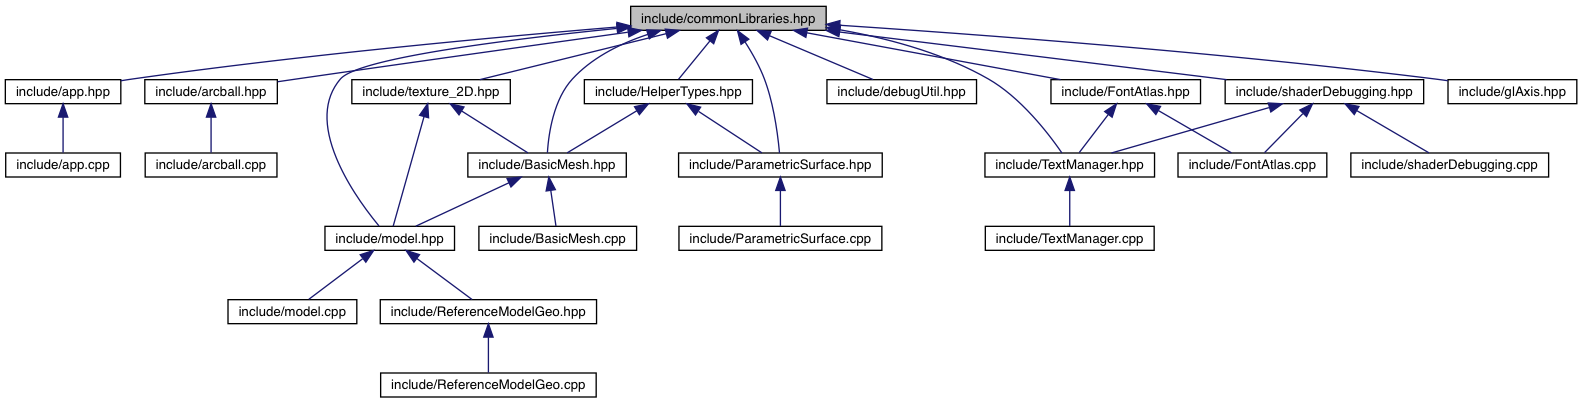 include/commonLibraries.hpp
include/app.hpp
include/arcball.hpp
include/texture_2D.hpp
include/HelperTypes.hpp
include/debugUtil.hpp
include/FontAtlas.hpp
include/shaderDebugging.hpp
include/glAxis.hpp
include/app.cpp
include/arcball.cpp
include/BasicMesh.hpp
include/ParametricSurface.hpp
include/TextManager.hpp
include/FontAtlas.cpp
include/shaderDebugging.cpp
include/model.hpp
include/BasicMesh.cpp
include/ParametricSurface.cpp
include/TextManager.cpp
include/model.cpp
include/ReferenceModelGeo.hpp
include/ReferenceModelGeo.cpp